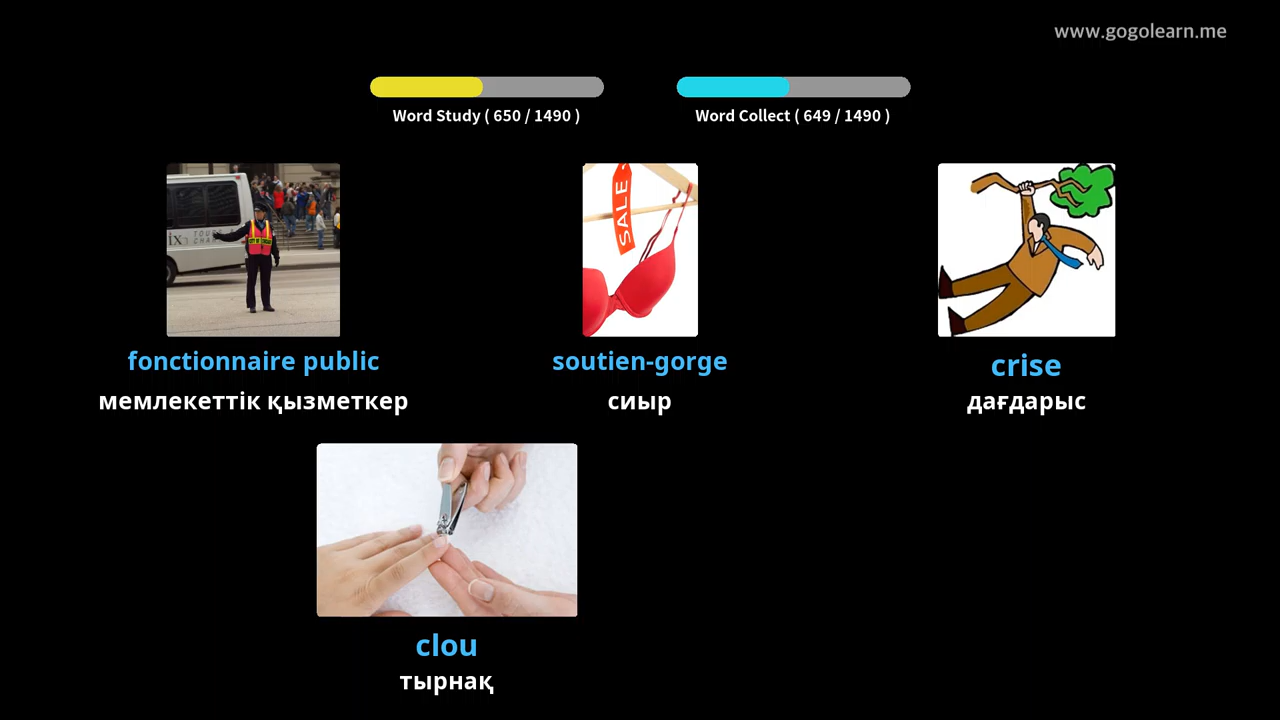 www.gogolearn.me
Word Study ( 650 / 1490 )
Word Collect ( 649 / 1490 )
SALE
fonctionnaire public
soutien-gorge
crise
мемлекеттік қызметкер
сиыр
дағдарыс
clou
тырнақ